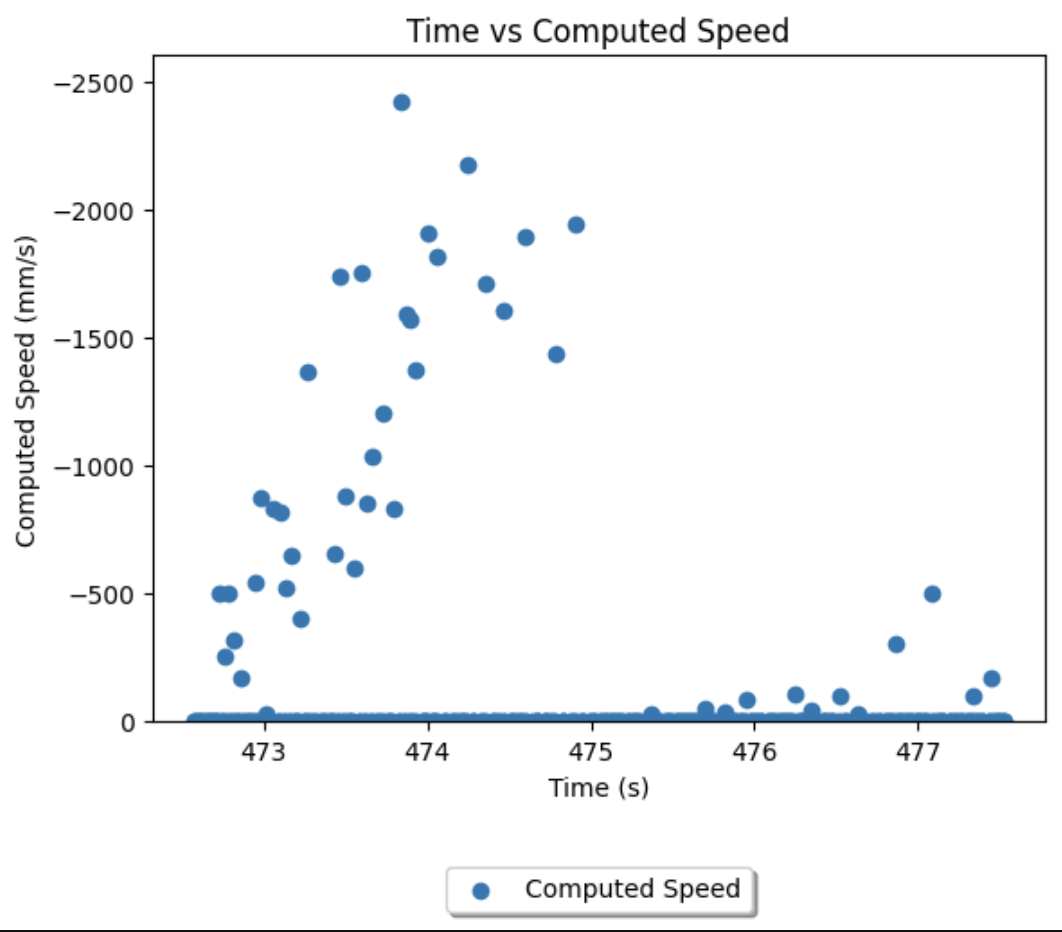 Time vs Computed Speed
Computed Speed (mm/s)
−2500
−2000
−1500
−1000
−500
0
473 474 475 476 477
Time (s)
Computed Speed